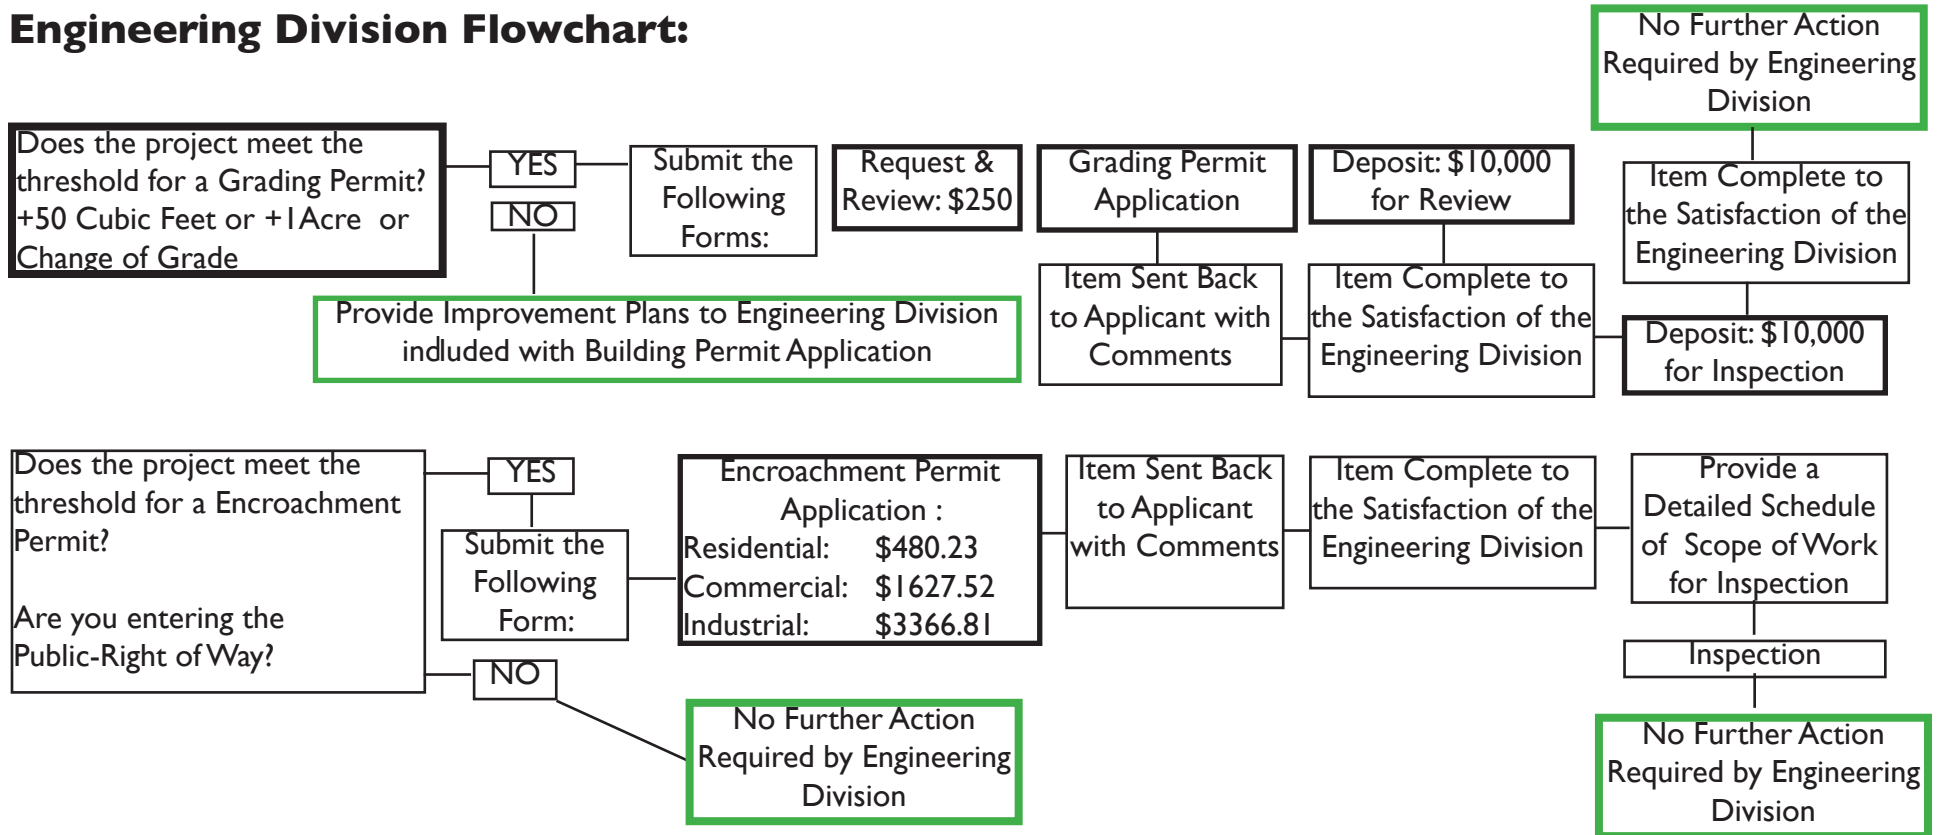 Engineering Division Flowchart:
No Further Action
Required by Engineering
Division
Does the project meet the
threshold for a Grading Permit?
+50 Cubic Feet or +1Acre or
Change of Grade
YES
NO
Submit the
Following
Forms:
Request &
Review: $250
Grading Permit
Application
Deposit: $10,000
for Review
Item Complete to
the Satisfaction of the
Engineering Division
Provide Improvement Plans to Engineering Division
included with Building Permit Application
Item Sent Back
to Applicant with
Comments
Item Complete to
the Satisfaction of the
Engineering Division
Deposit: $10,000
for Inspection
Does the project meet the
threshold for a Encroachment
Permit?
Are you entering the
Public-Right of Way?
YES
Submit the
Following
Form:
NO
Encroachment Permit
Application :
Residential: $480.23
Commercial: $1627.52
Industrial: $3366.81
Item Sent Back
to Applicant
with Comments
Item Complete to
the Satisfaction of the
Engineering Division
Provide a
Detailed Schedule
of Scope of Work
for Inspection
Inspection
No Further Action
Required by Engineering
Division
No Further Action
Required by Engineering
Division